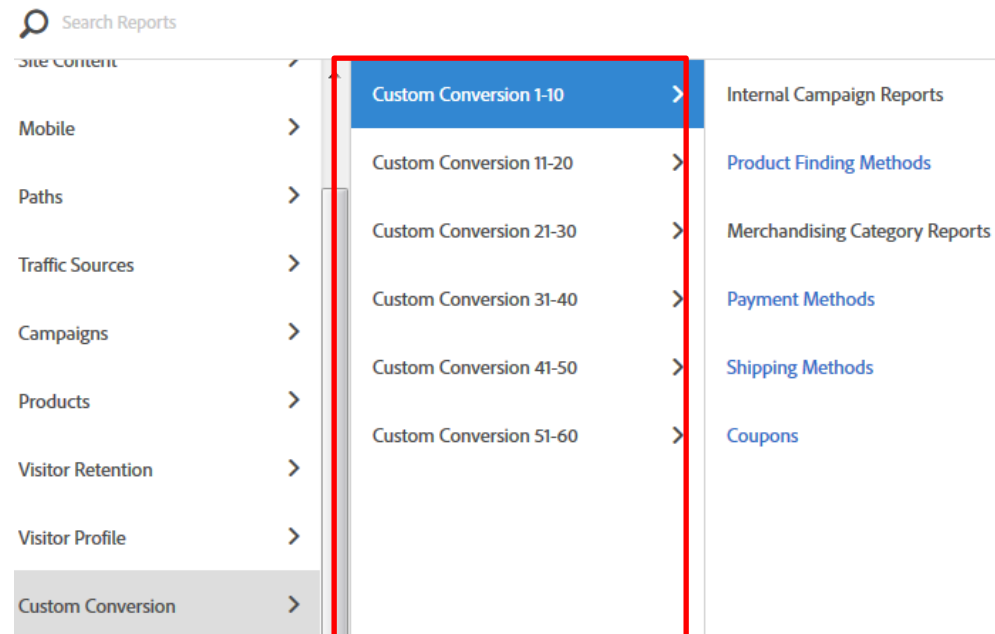 Search Reports
Site Content
Mobile
Paths
Traffic Sources
Campaigns
Products
Visitor Retention
Visitor Profile
Custom Conversion
Custom Conversion 1-10
Custom Conversion 11-20
Custom Conversion 21-30
Custom Conversion 31-40
Custom Conversion 41-50
Custom Conversion 51-60
Internal Campaign Reports
Product Finding Methods
Merchandising Category Reports
Payment Methods
Shipping Methods
Coupons